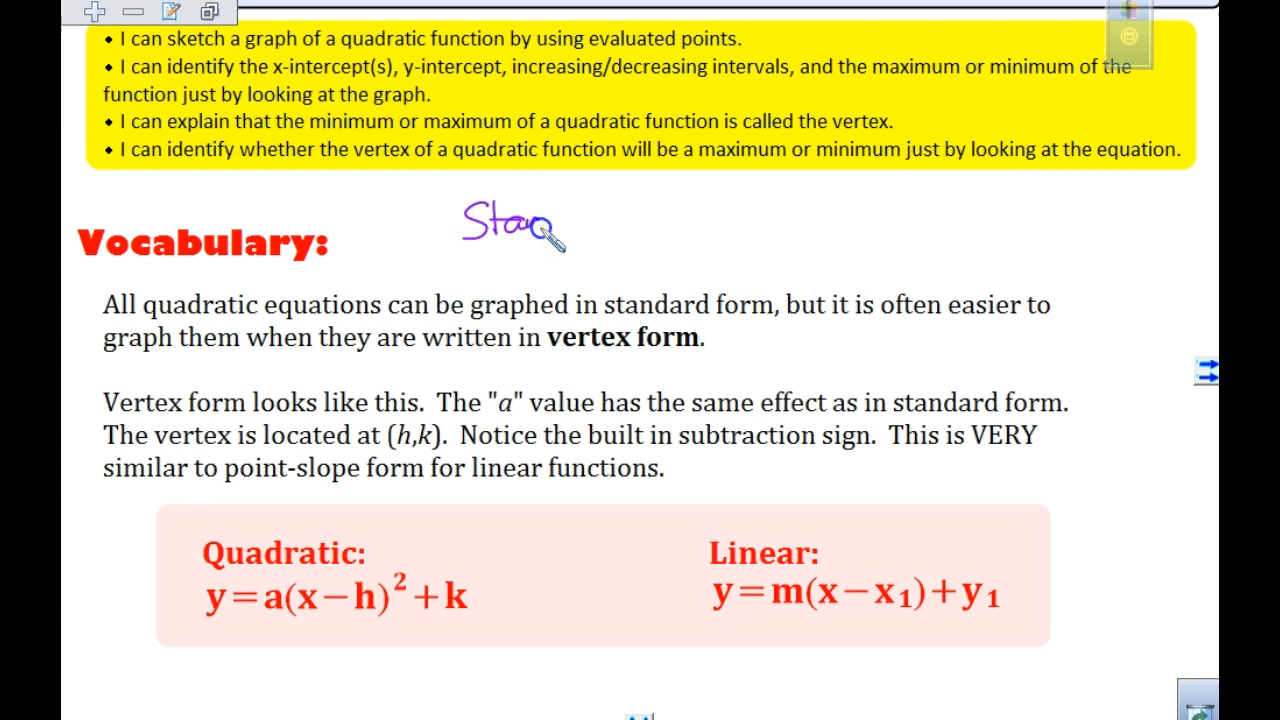 • I can sketch a graph of a quadratic function by using evaluated points.
• I can identify the x-intercept(s), y-intercept, increasing/decreasing intervals, and the maximum or minimum of the
function just by looking at the graph.
• I can explain that the minimum or maximum of a quadratic function is called the vertex.
• I can identify whether the vertex of a quadratic function will be a maximum or minimum just by looking at the equation.
Vocabulary:
All quadratic equations can be graphed in standard form, but it is often easier to
graph them when they are written in vertex form.
Vertex form looks like this. The "a" value has the same effect as in standard form.
The vertex is located at (h,k). Notice the built in subtraction sign. This is VERY
similar to point-slope form for linear functions.
Quadratic:
y=a(x−h)²+k
Linear:
y=m(x−x₁)+y₁